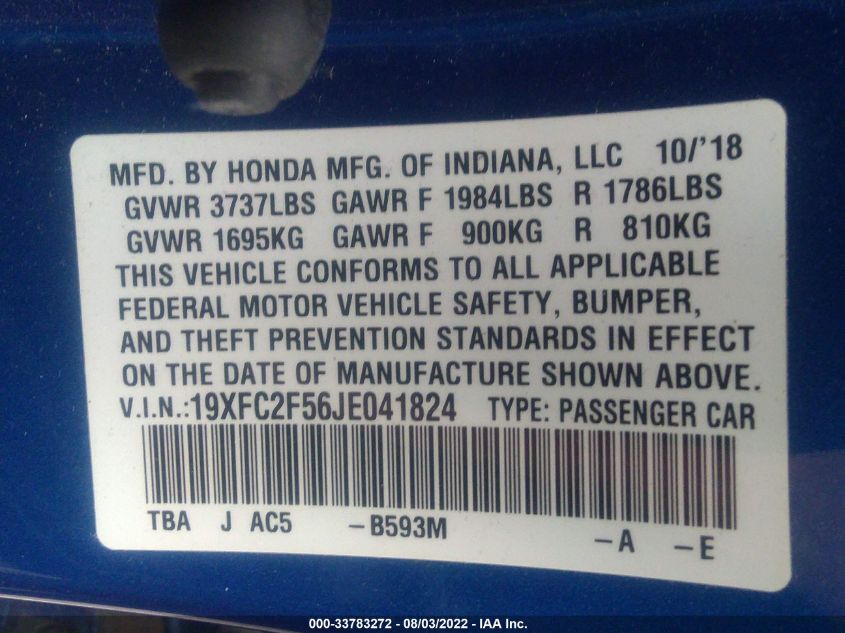 MFD. BY HONDA MFG. OF INDIANA, LLC 10/'18
GVWR 3737LBS GAWR F 1984LBS R 1786LBS
GVWR 1695KG GAWR F 900KG R 810KG
THIS VEHICLE CONFORMS TO ALL APPLICABLE
FEDERAL MOTOR VEHICLE SAFETY, BUMPER,
AND THEFT PREVENTION STANDARDS IN EFFECT
ON THE DATE OF MANUFACTURE SHOWN ABOVE.
V.I.N.:19XFC2F56JE041824 TYPE: PASSENGER CAR
TBA J AC5 -B593M -A -E
000-33783272 - 08/03/2022 - IAA Inc.